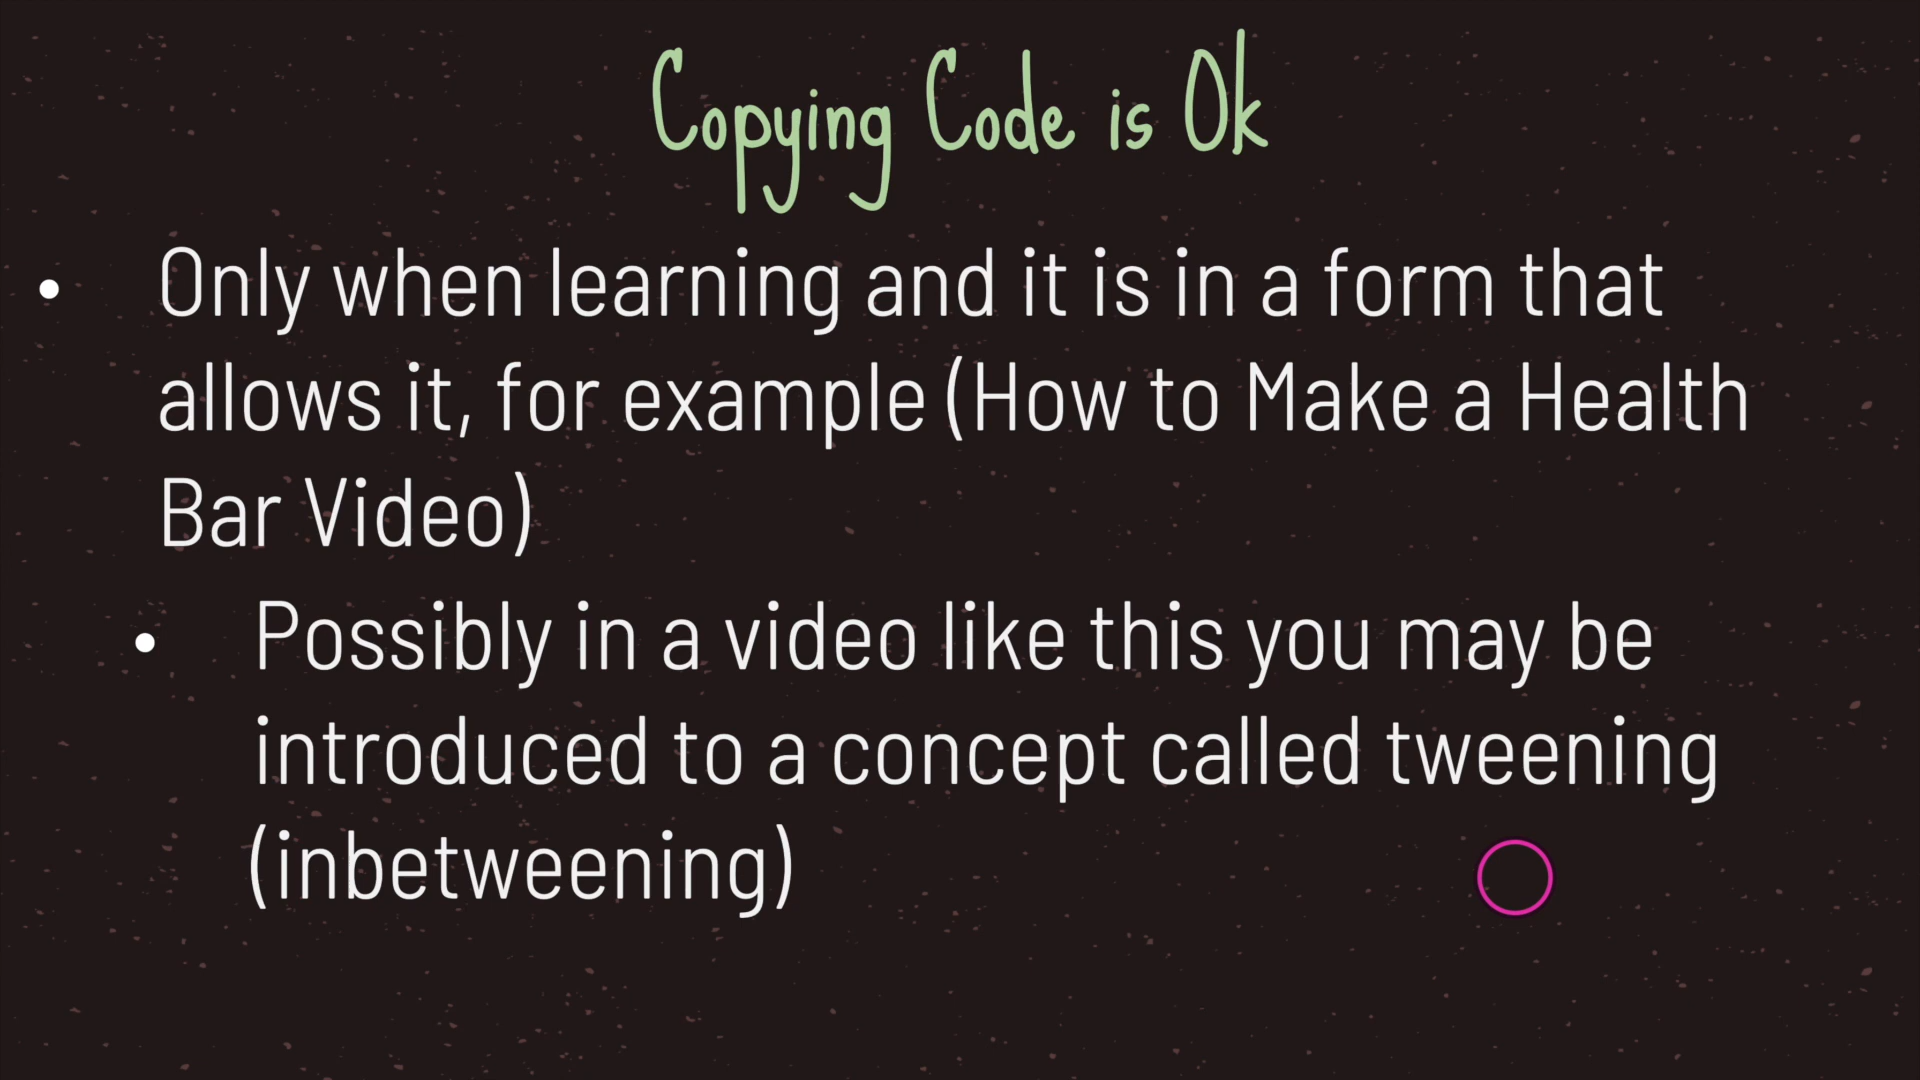 Copying Code is Ok
• Only when learning and it is in a form that
allows it, for example (How to Make a Health
Bar Video)
• Possibly in a video like this you may be
introduced to a concept called tweening
(inbetweening)